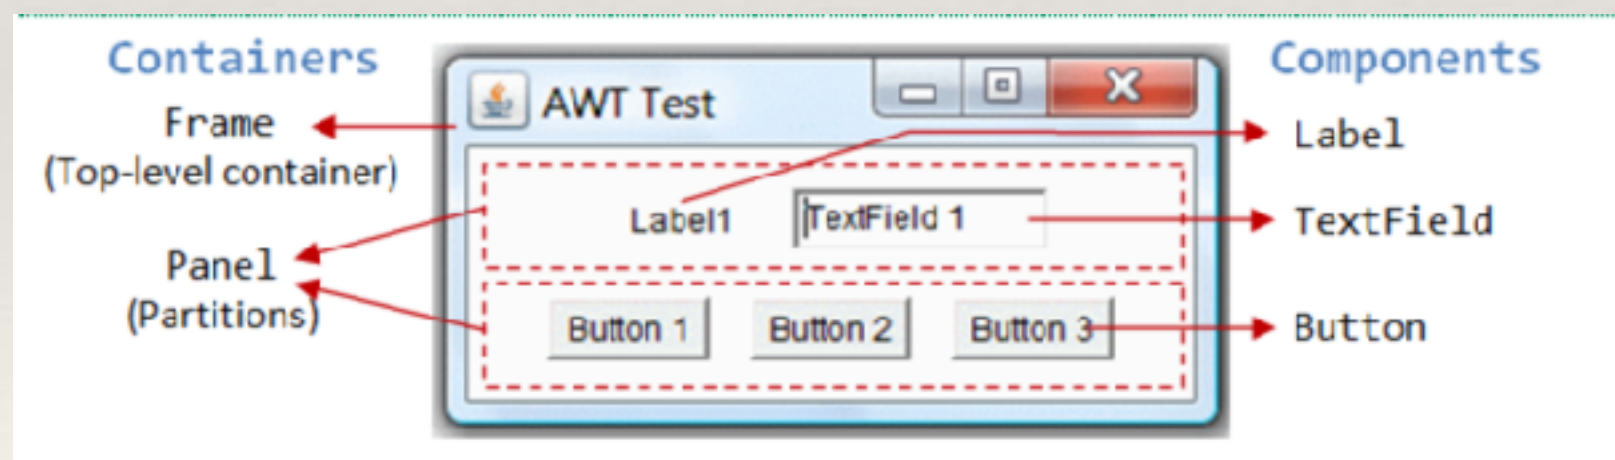 Containers
Components
AWT Test
Frame
(Top-level container)
Label
Label1
TextField 1
TextField
Panel
(Partitions)
Button 1
Button 2
Button 3
Button